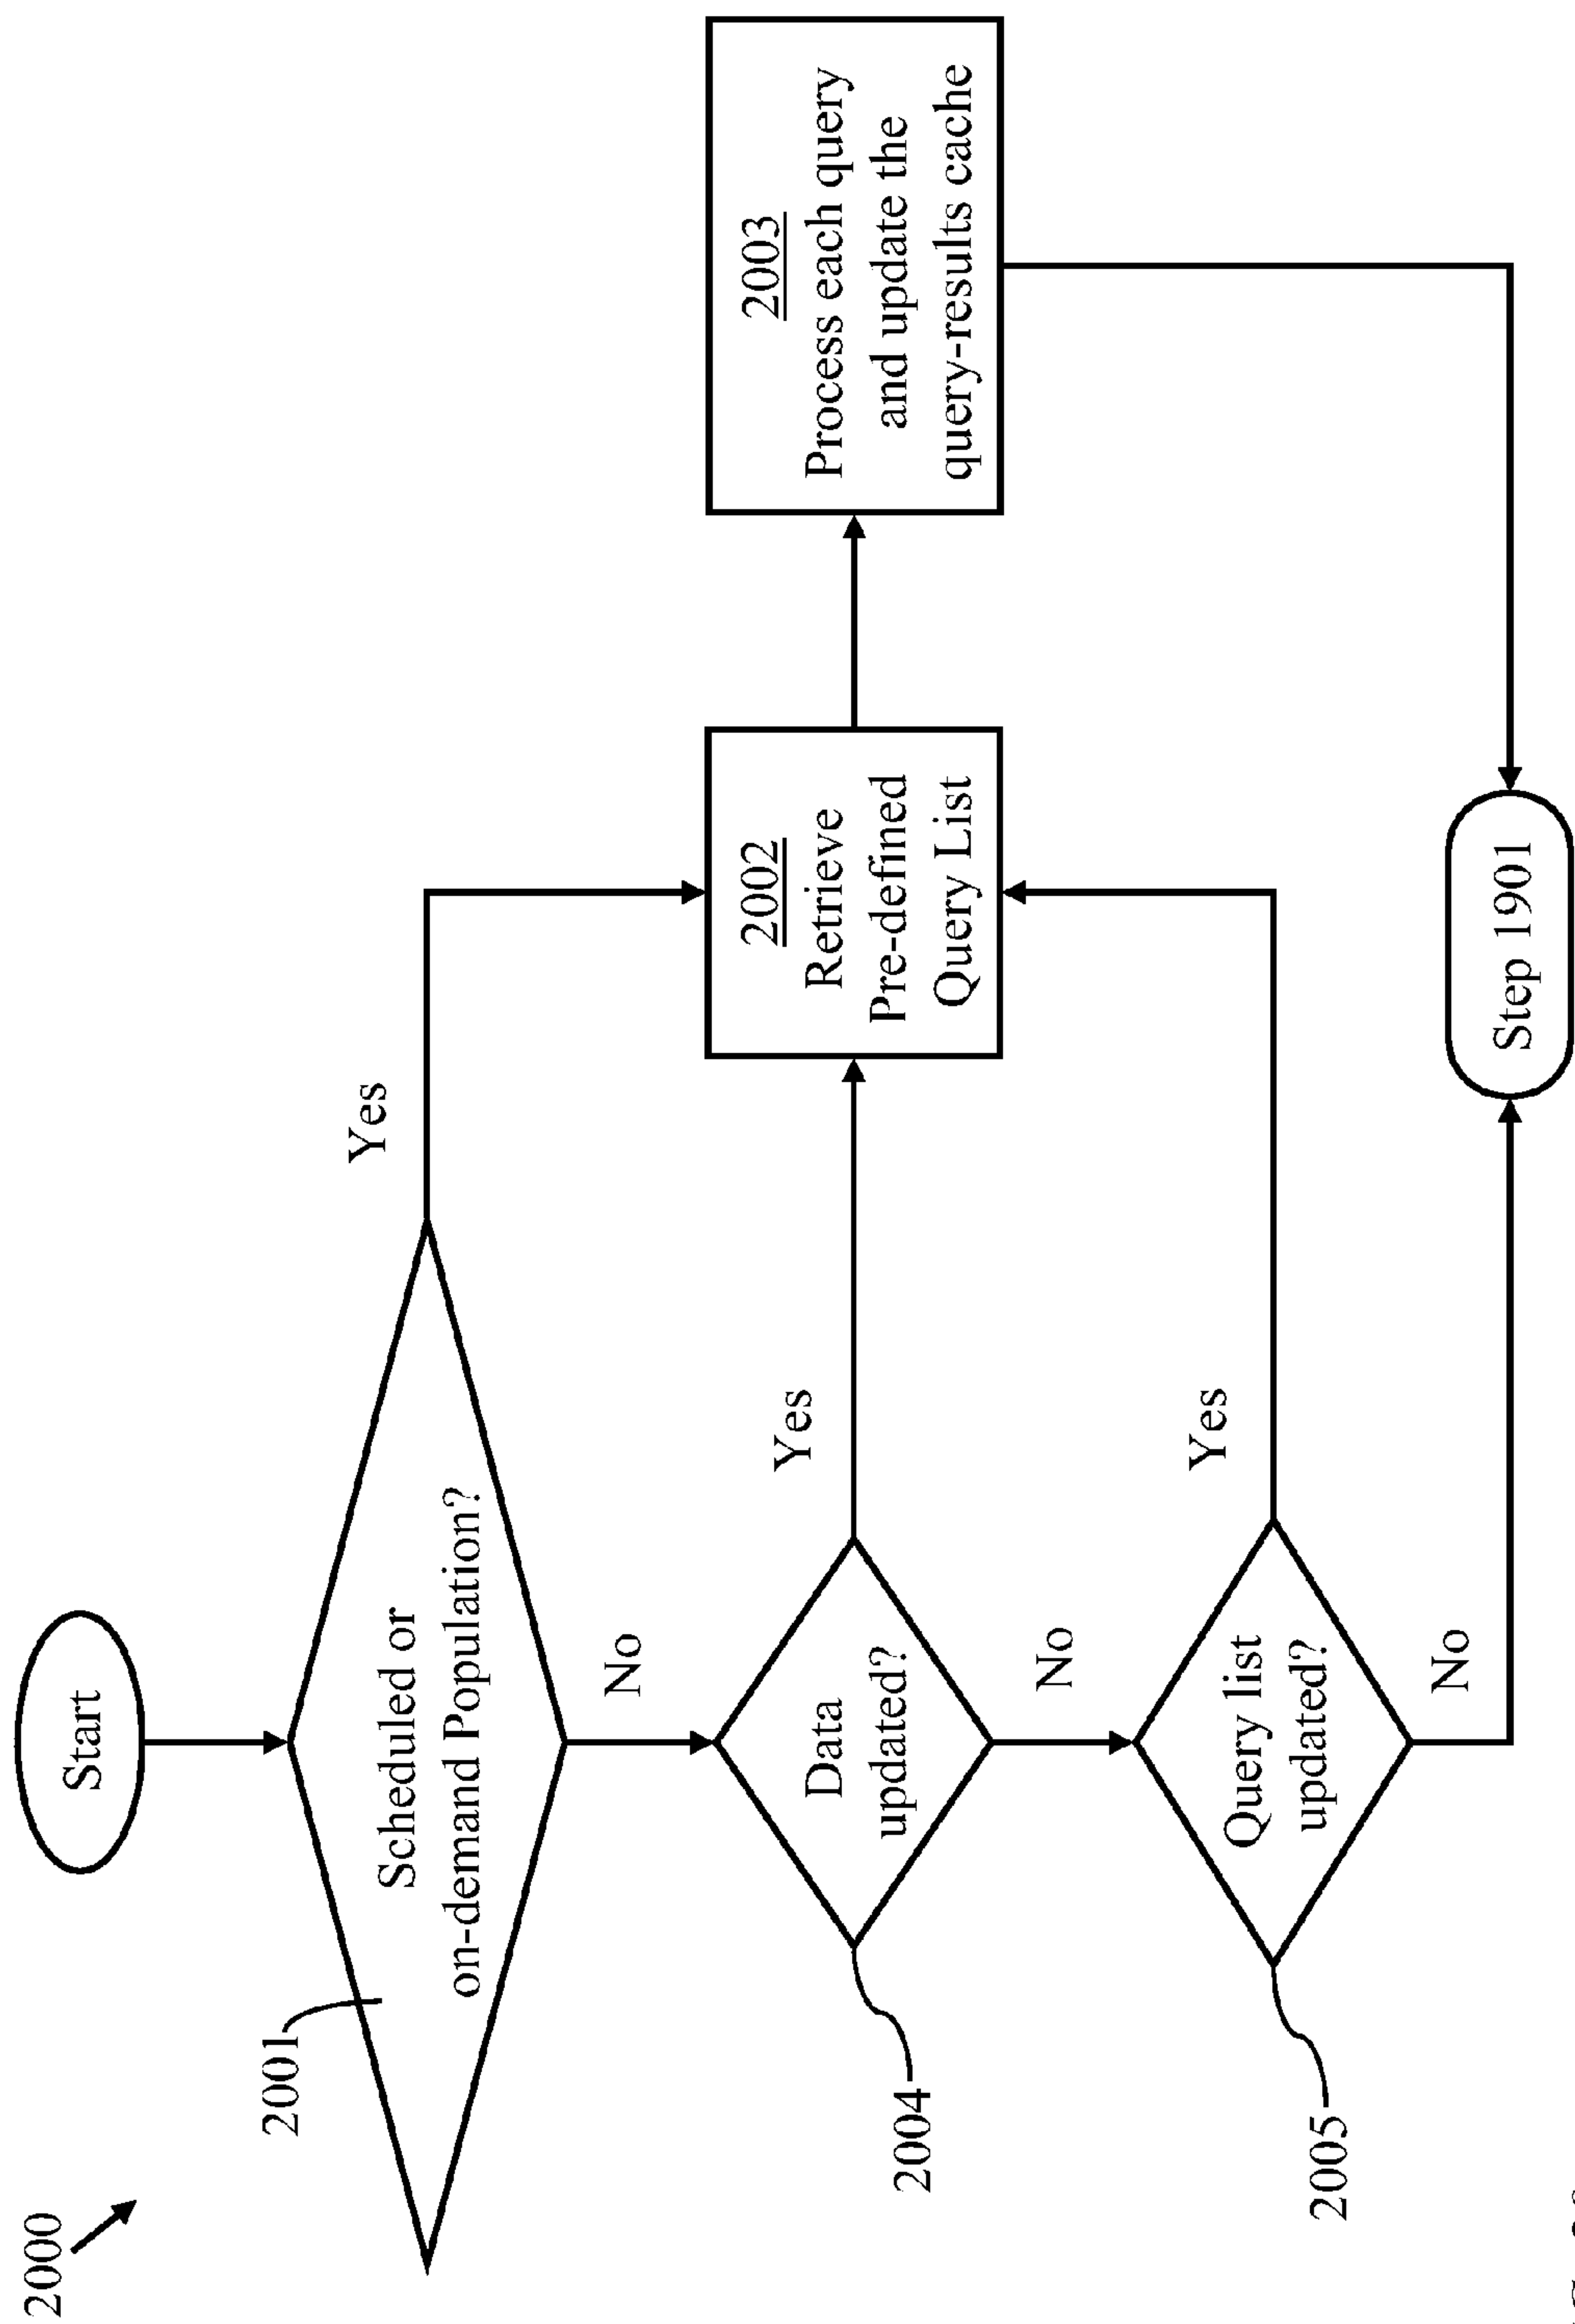 2000
Start
2001
Scheduled or
on-demand Population?
Yes
No
2004
Data
updated?
Yes
2002
Retrieve
Pre-defined
Query List
2003
Process each query
and update the
query-results cache
No
2005
Query list
updated?
Yes
No
Step 1901